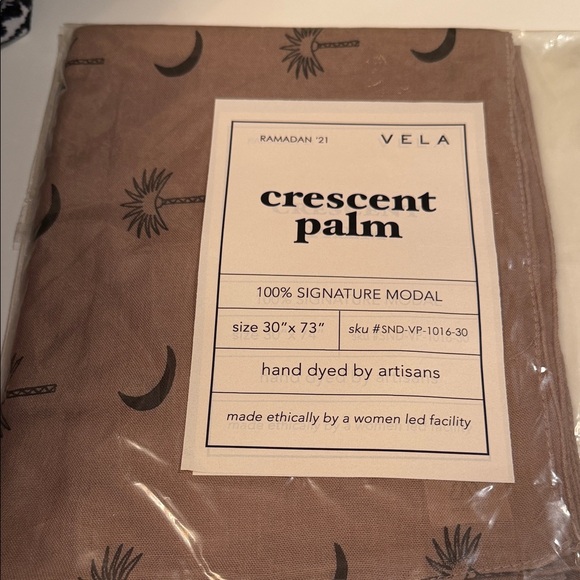 RAMADAN '21 VELA
crescent
palm
100% SIGNATURE MODAL
size 30" x 73" sku #SND-VP-1016-30
hand dyed by artisans
made ethically by a women led facility